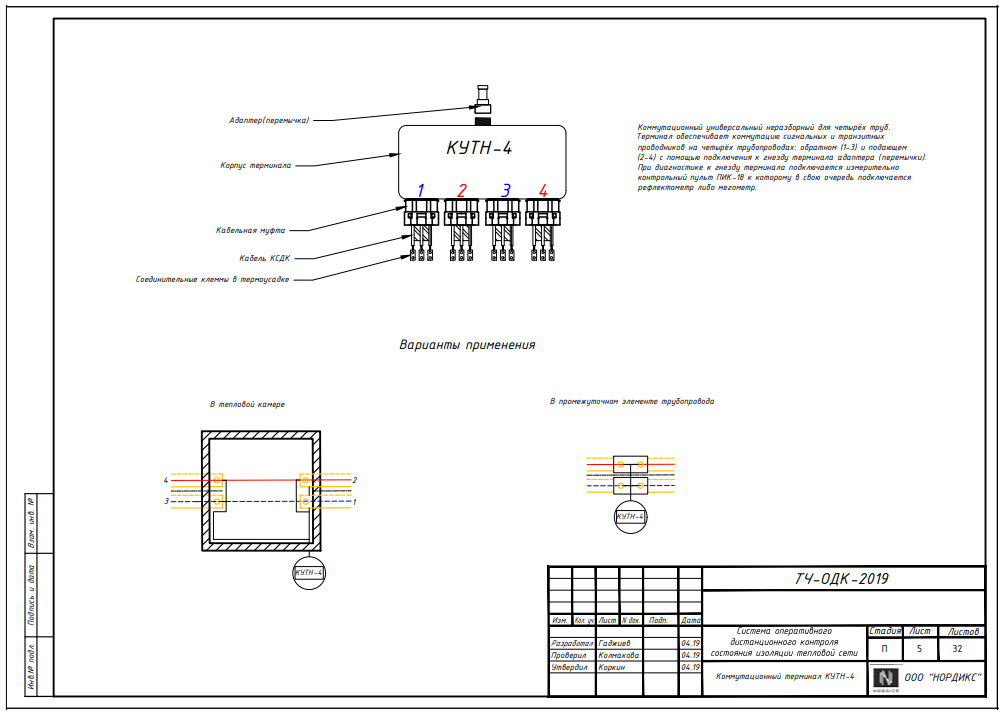 Адаптер(перемычка)
Корпус терминала
Кабельная муфта
Кабель КСДК
Соединительные клеммы в термоусадке
КУТН-4
1 2 3 4
Коммутационный универсальный неразборный для четырёх труб.
Терминал обеспечивает коммутацию сигнальных и транзитных
проводников на четырёх трубопроводах: обратном (1-3) и подающем
(2-4) с помощью подключения к гнезду терминала адаптера (перемычки).
При диагностике к гнезду терминала подключается измерительно
контрольный пульт ПИК-1В к которому в свою очередь подключается
рефлектометр либо мегометр.
Варианты применения
В тепловой камере
4
3
2
1
КУТН-4
В промежуточном элементе трубопровода
КУТН-4
Взам. инв. №
Подпись и дата
Инв.№ подл.
ТЧ-ОДК-2019
Изм. Кол. уч Лист N док. Подп. Дата
Разработал Гаджиев 04.19
Проверил Колмакова 04.19
Утвердил Коркин 04.19
Система оперативного
дистанционного контроля
состояния изоляции тепловой сети
Стадия Лист Листов
П 5 32
Коммутационный терминал КУТН-4
N
НОРДИКС
ООО "НОРДИКС"